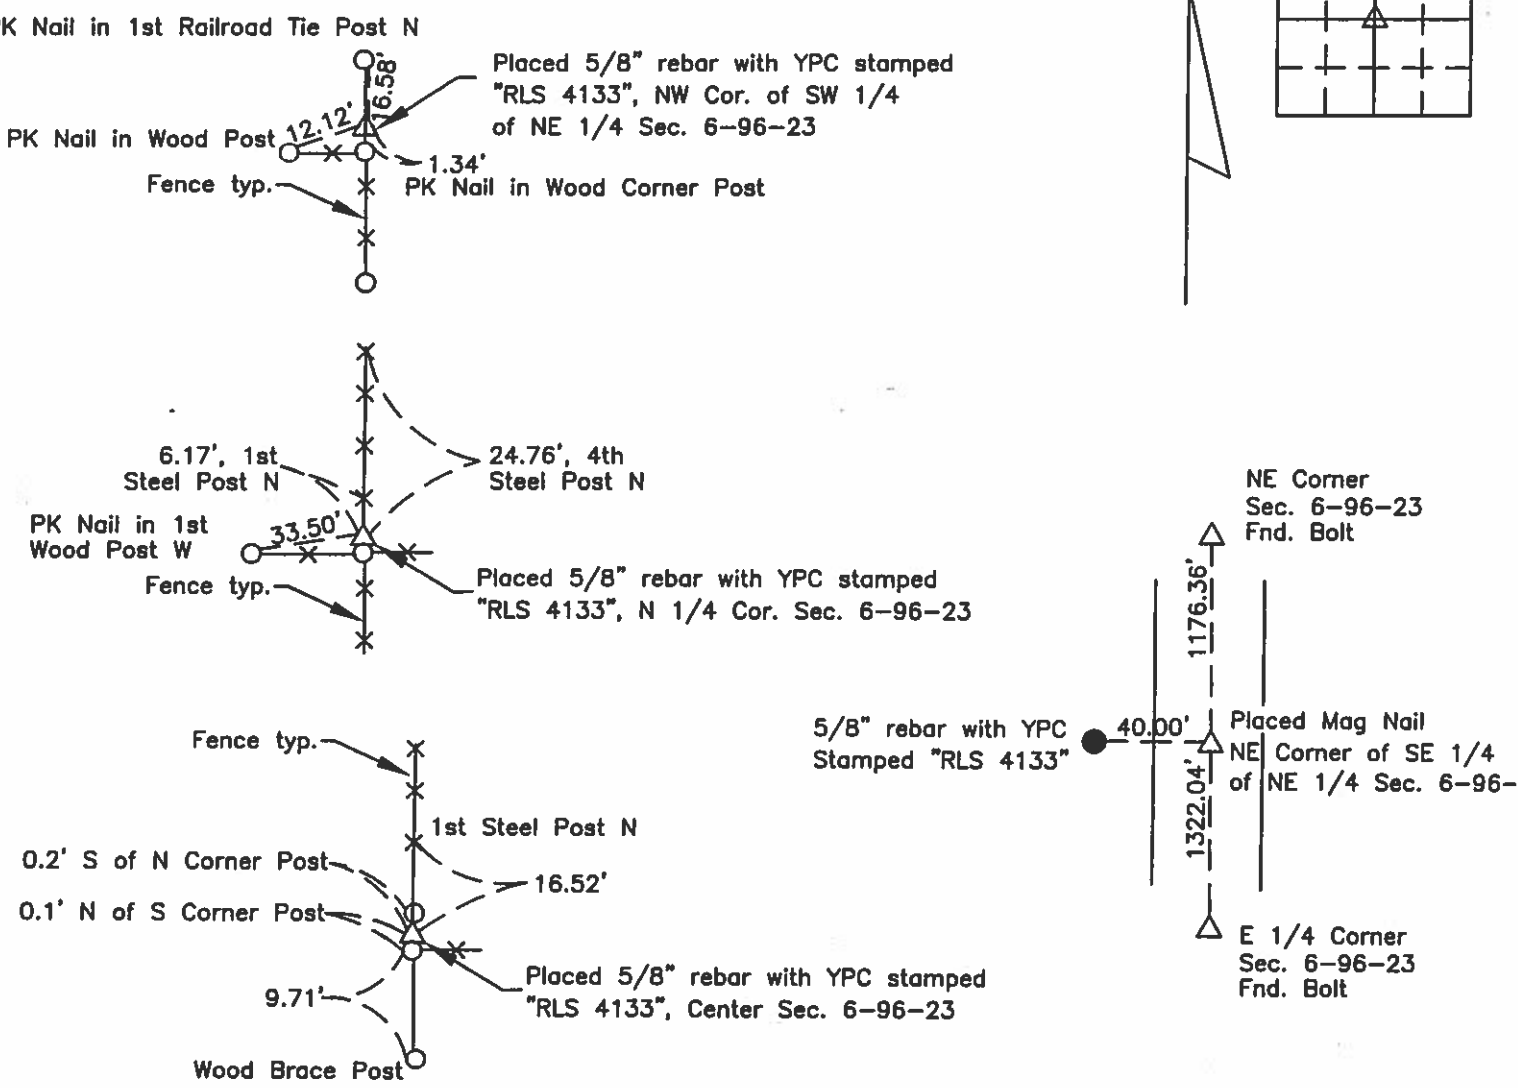 PK Nail in 1st Railroad Tie Post N
16.58'
Placed 5/8" rebar with YPC stamped
"RLS 4133", NW Cor. of SW 1/4
of NE 1/4 Sec. 6-96-23
12.12'
PK Nail in Wood Post
1.34'
Fence typ.
PK Nail in Wood Corner Post
6.17', 1st
Steel Post N
24.76', 4th
Steel Post N
PK Nail in 1st
Wood Post W
33.50'
Fence typ.
Placed 5/8" rebar with YPC stamped
"RLS 4133", N 1/4 Cor. Sec. 6-96-23
NE Corner
Sec. 6-96-23
Fnd. Bolt
1176.36'
5/8" rebar with YPC
Stamped "RLS 4133"
40.00'
Placed Mag Nail
NE Corner of SE 1/4
of NE 1/4 Sec. 6-96-
1322.04'
E 1/4 Corner
Sec. 6-96-23
Fnd. Bolt
Fence typ.
1st Steel Post N
0.2' S of N Corner Post
16.52'
0.1' N of S Corner Post
Placed 5/8" rebar with YPC stamped
"RLS 4133", Center Sec. 6-96-23
9.71'
Wood Brace Post